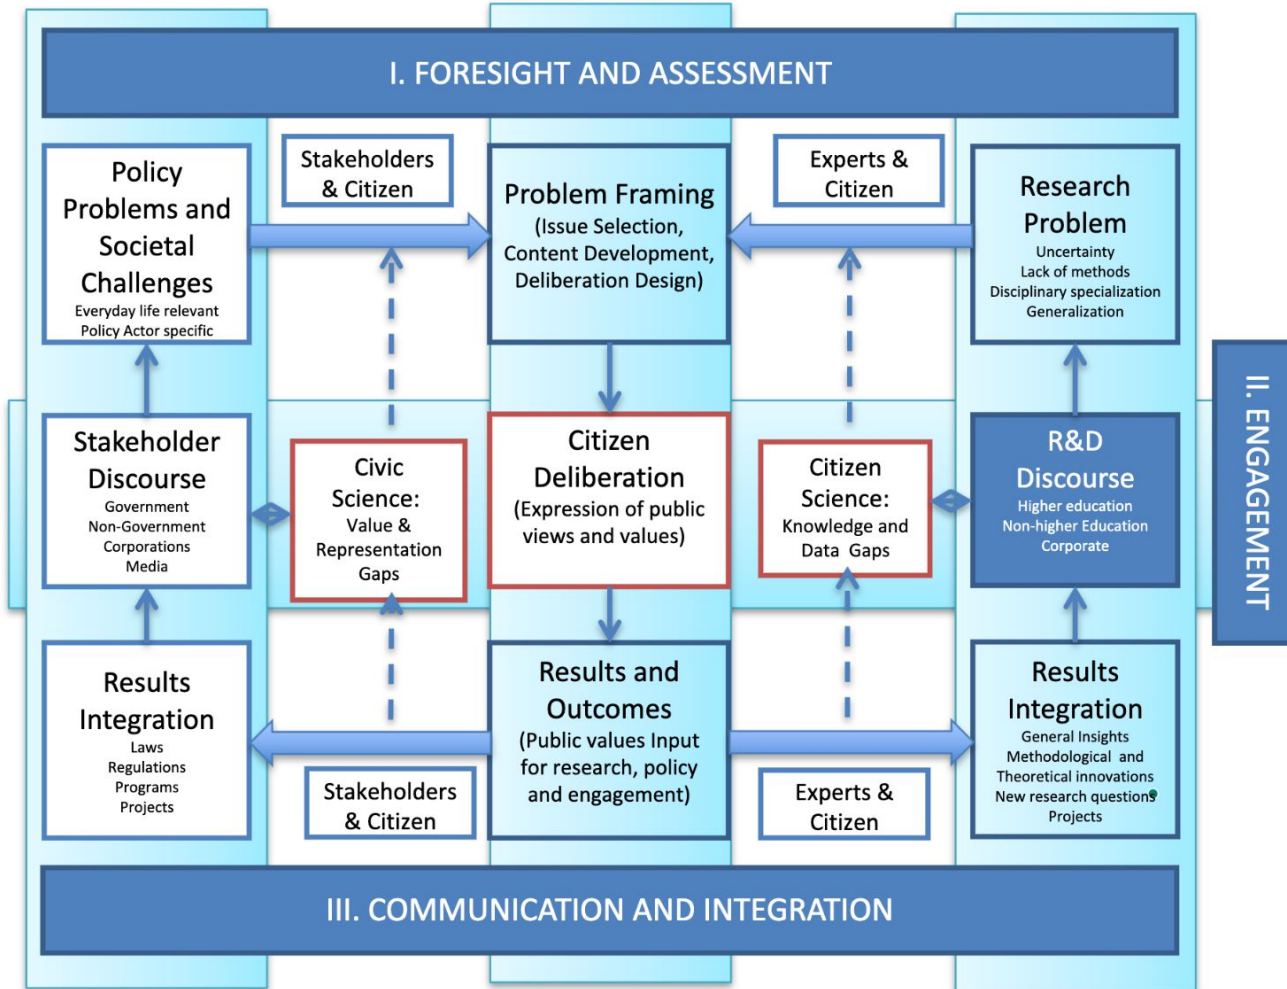 I. FORESIGHT AND ASSESSMENT
Policy
Problems and
Societal
Challenges
Everyday life relevant
Policy Actor specific
Stakeholders
& Citizen
Problem Framing
(Issue Selection,
Content Development,
Deliberation Design)
Experts &
Citizen
Research
Problem
Uncertainty
Lack of methods
Disciplinary specialization
Generalization
Stakeholder
Discourse
Government
Non-Government
Corporations
Media
Civic
Science:
Value &
Representation
Gaps
Citizen
Deliberation
(Expression of public
views and values)
Citizen
Science:
Knowledge and
Data Gaps
R&D
Discourse
Higher education
Non-higher Education
Corporate
II. ENGAGEMENT
Results
Integration
Laws
Regulations
Programs
Projects
Stakeholders
& Citizen
Results and
Outcomes
(Public values Input
for research, policy
and engagement)
Experts &
Citizen
Results
Integration
General Insights
Methodological and
Theoretical innovations
New research questions
Projects
III. COMMUNICATION AND INTEGRATION